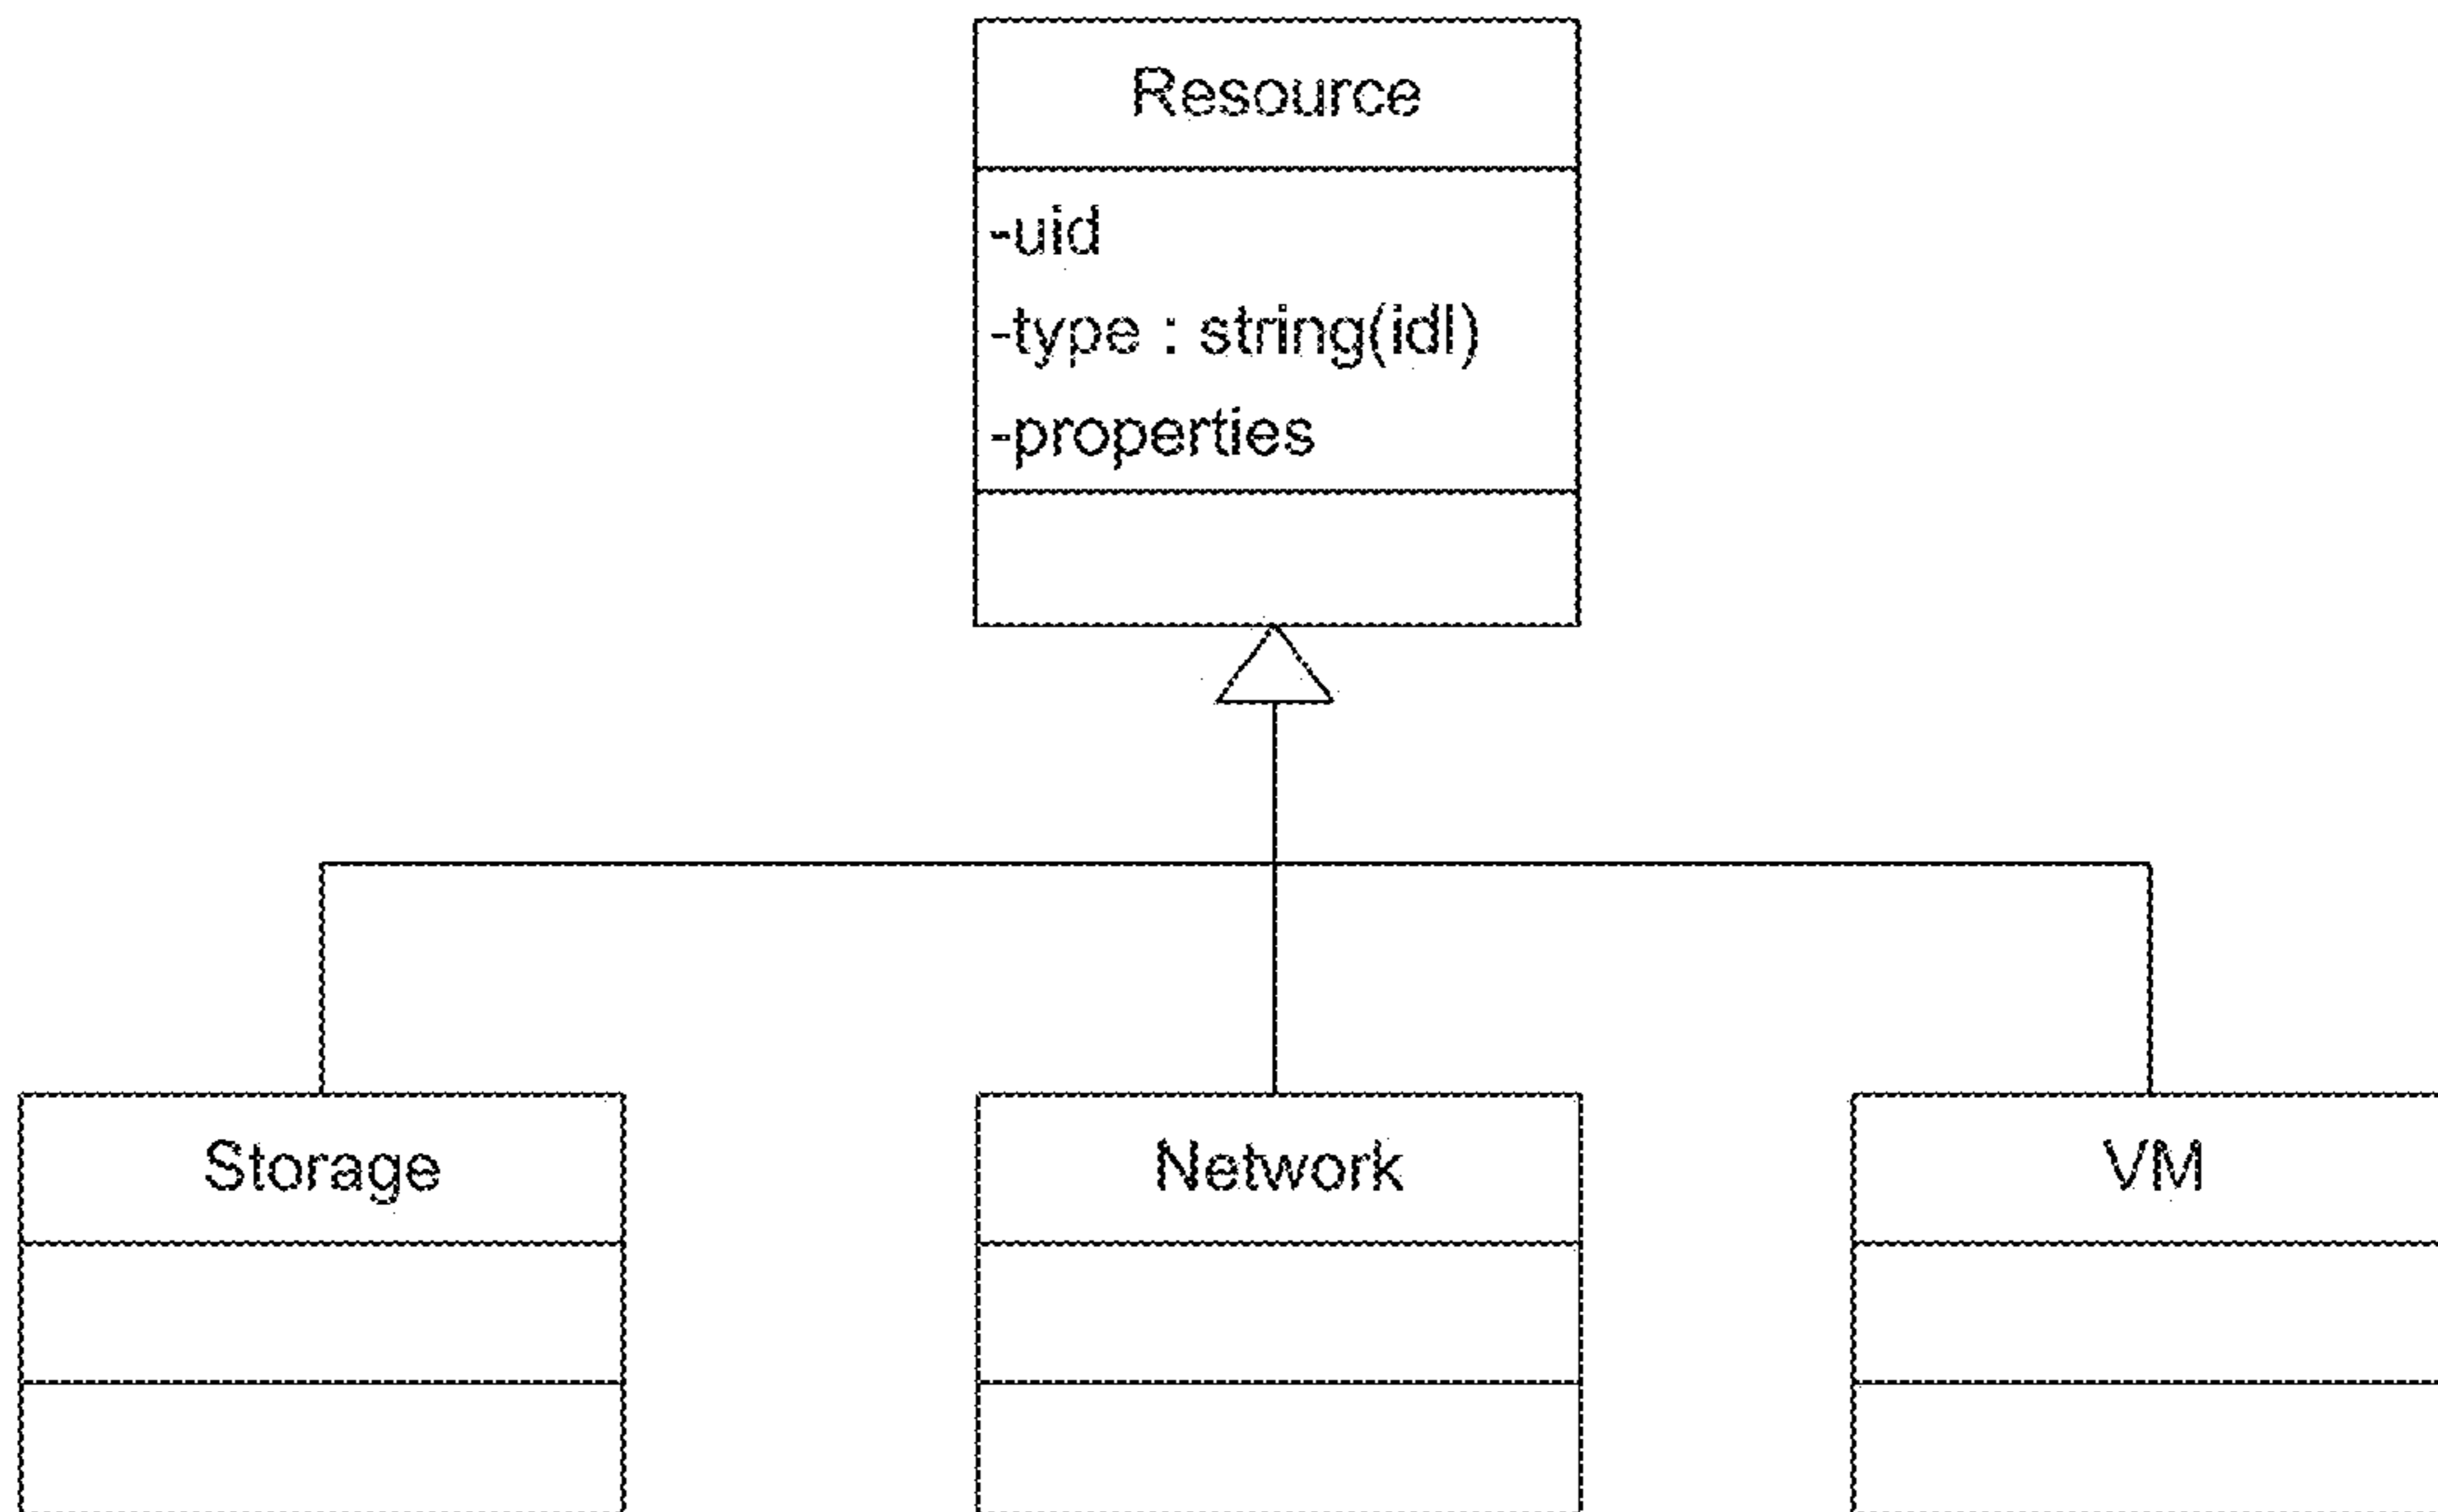 Resource
-uid
-type : string(idl)
-properties
Storage
Network
VM